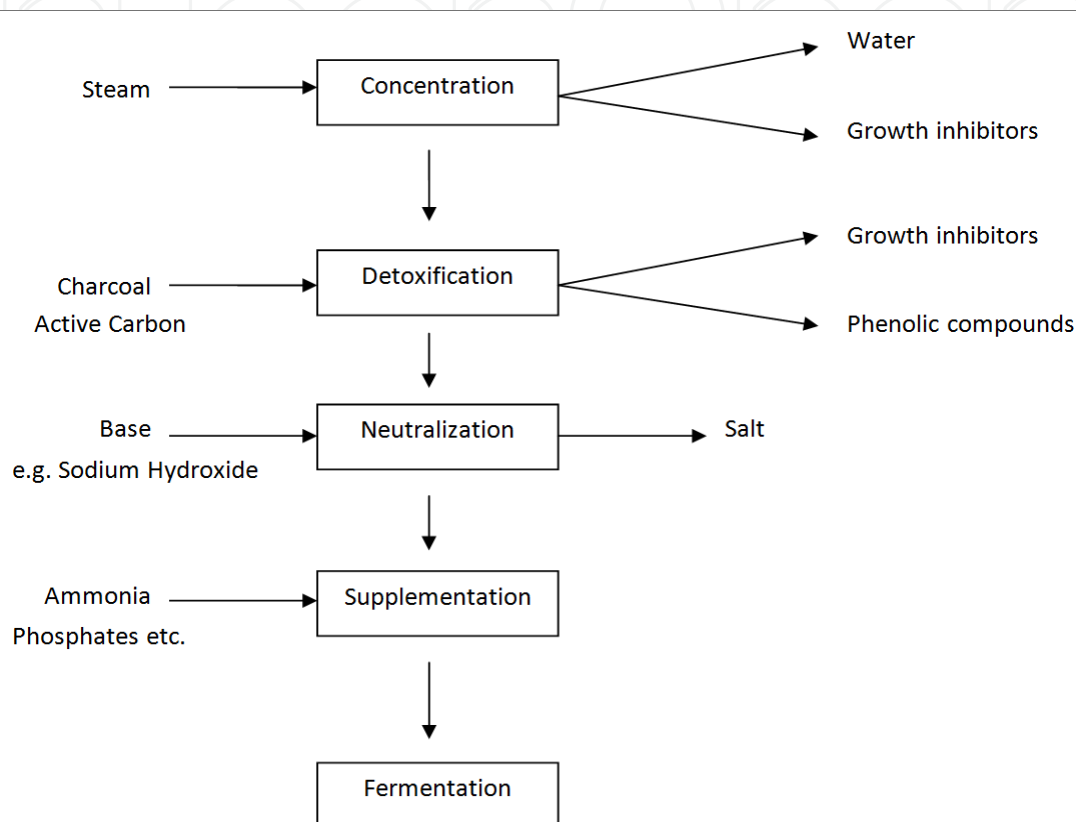 Water
Steam
Concentration
Growth inhibitors
Growth inhibitors
Charcoal
Active Carbon
Detoxification
Phenolic compounds
Base
e.g. Sodium Hydroxide
Neutralization
Salt
Ammonia
Phosphates etc.
Supplementation
Fermentation